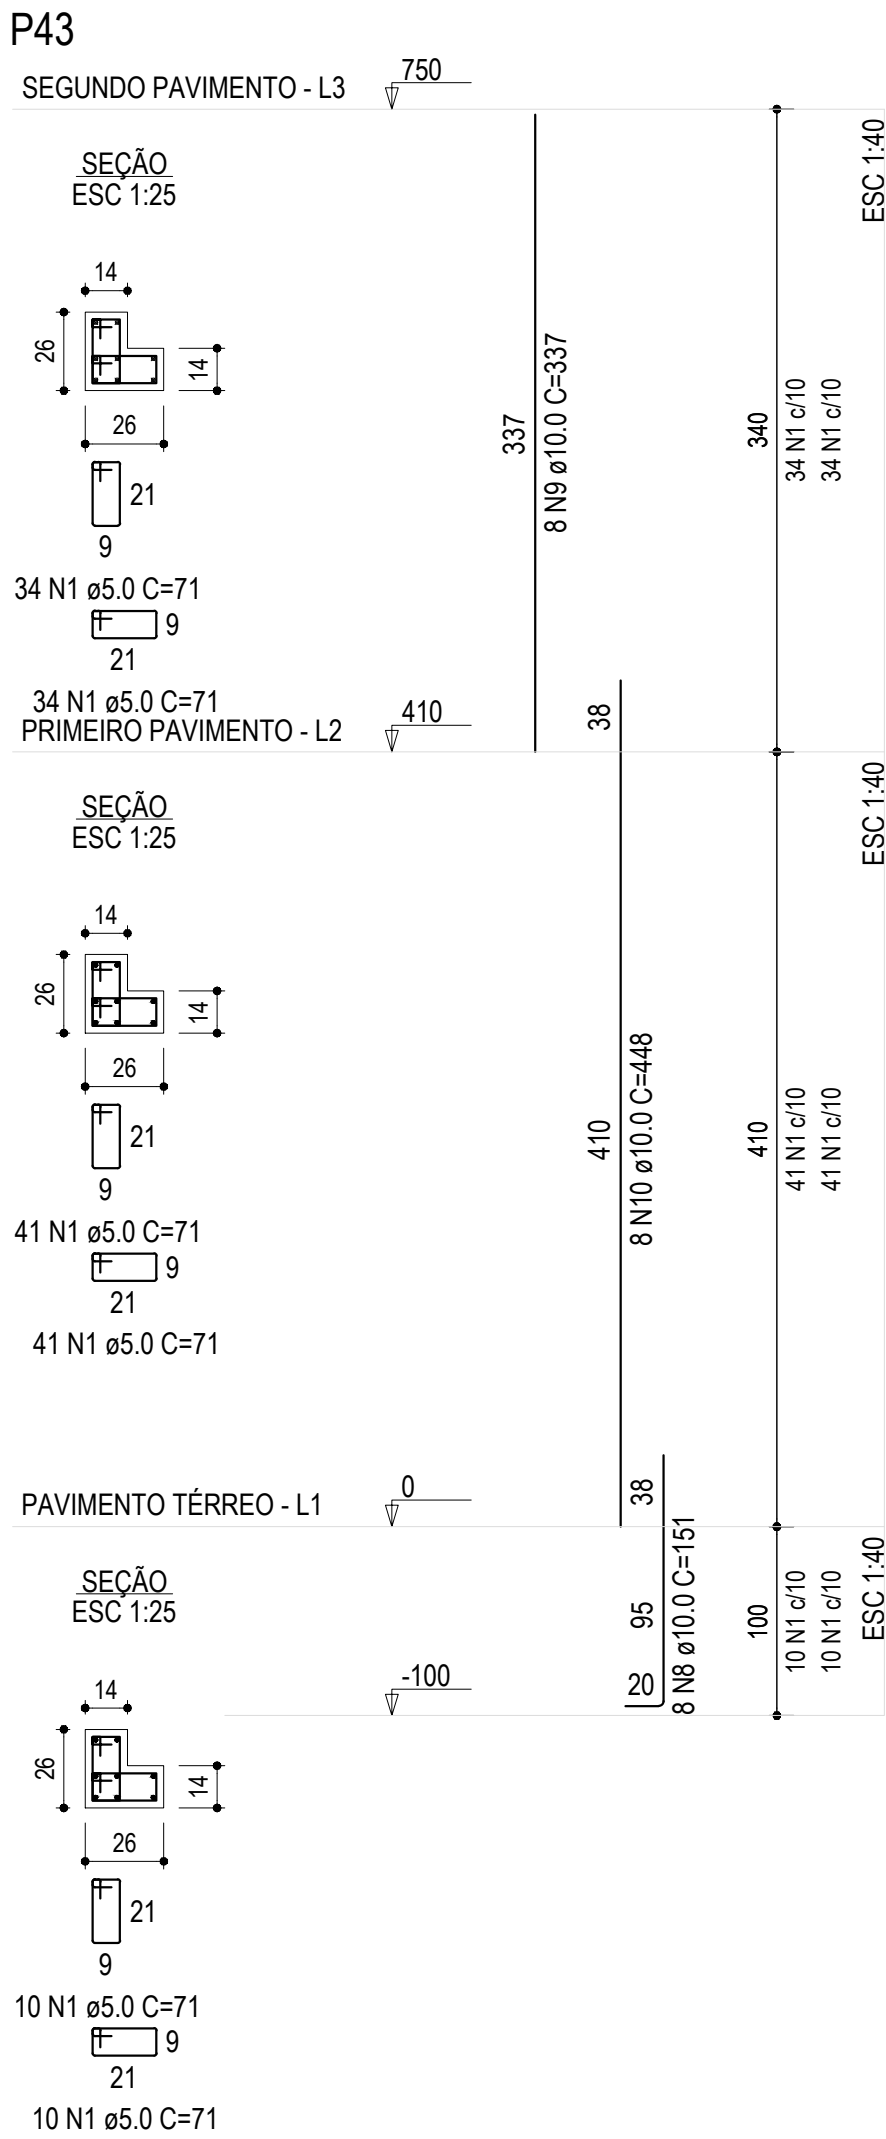 P43
SEGUNDO PAVIMENTO - L3
750
ESC 1:40
SEÇÃO
ESC 1:25
14
26
14
26
21
9
34 N1 ø5.0 C=71
9
21
34 N1 ø5.0 C=71
337
8 N9 ø10.0 C=337
340
34 N1 c/10
34 N1 c/10
PRIMEIRO PAVIMENTO - L2
410
38
ESC 1:40
SEÇÃO
ESC 1:25
14
26
14
26
21
9
41 N1 ø5.0 C=71
9
21
41 N1 ø5.0 C=71
410
8 N10 ø10.0 C=448
410
41 N1 c/10
41 N1 c/10
PAVIMENTO TÉRREO - L1
0
38
ESC 1:40
SEÇÃO
ESC 1:25
95
20
8 N8 ø10.0 C=151
100
10 N1 c/10
10 N1 c/10
-100
14
26
14
26
21
9
10 N1 ø5.0 C=71
9
21
10 N1 ø5.0 C=71